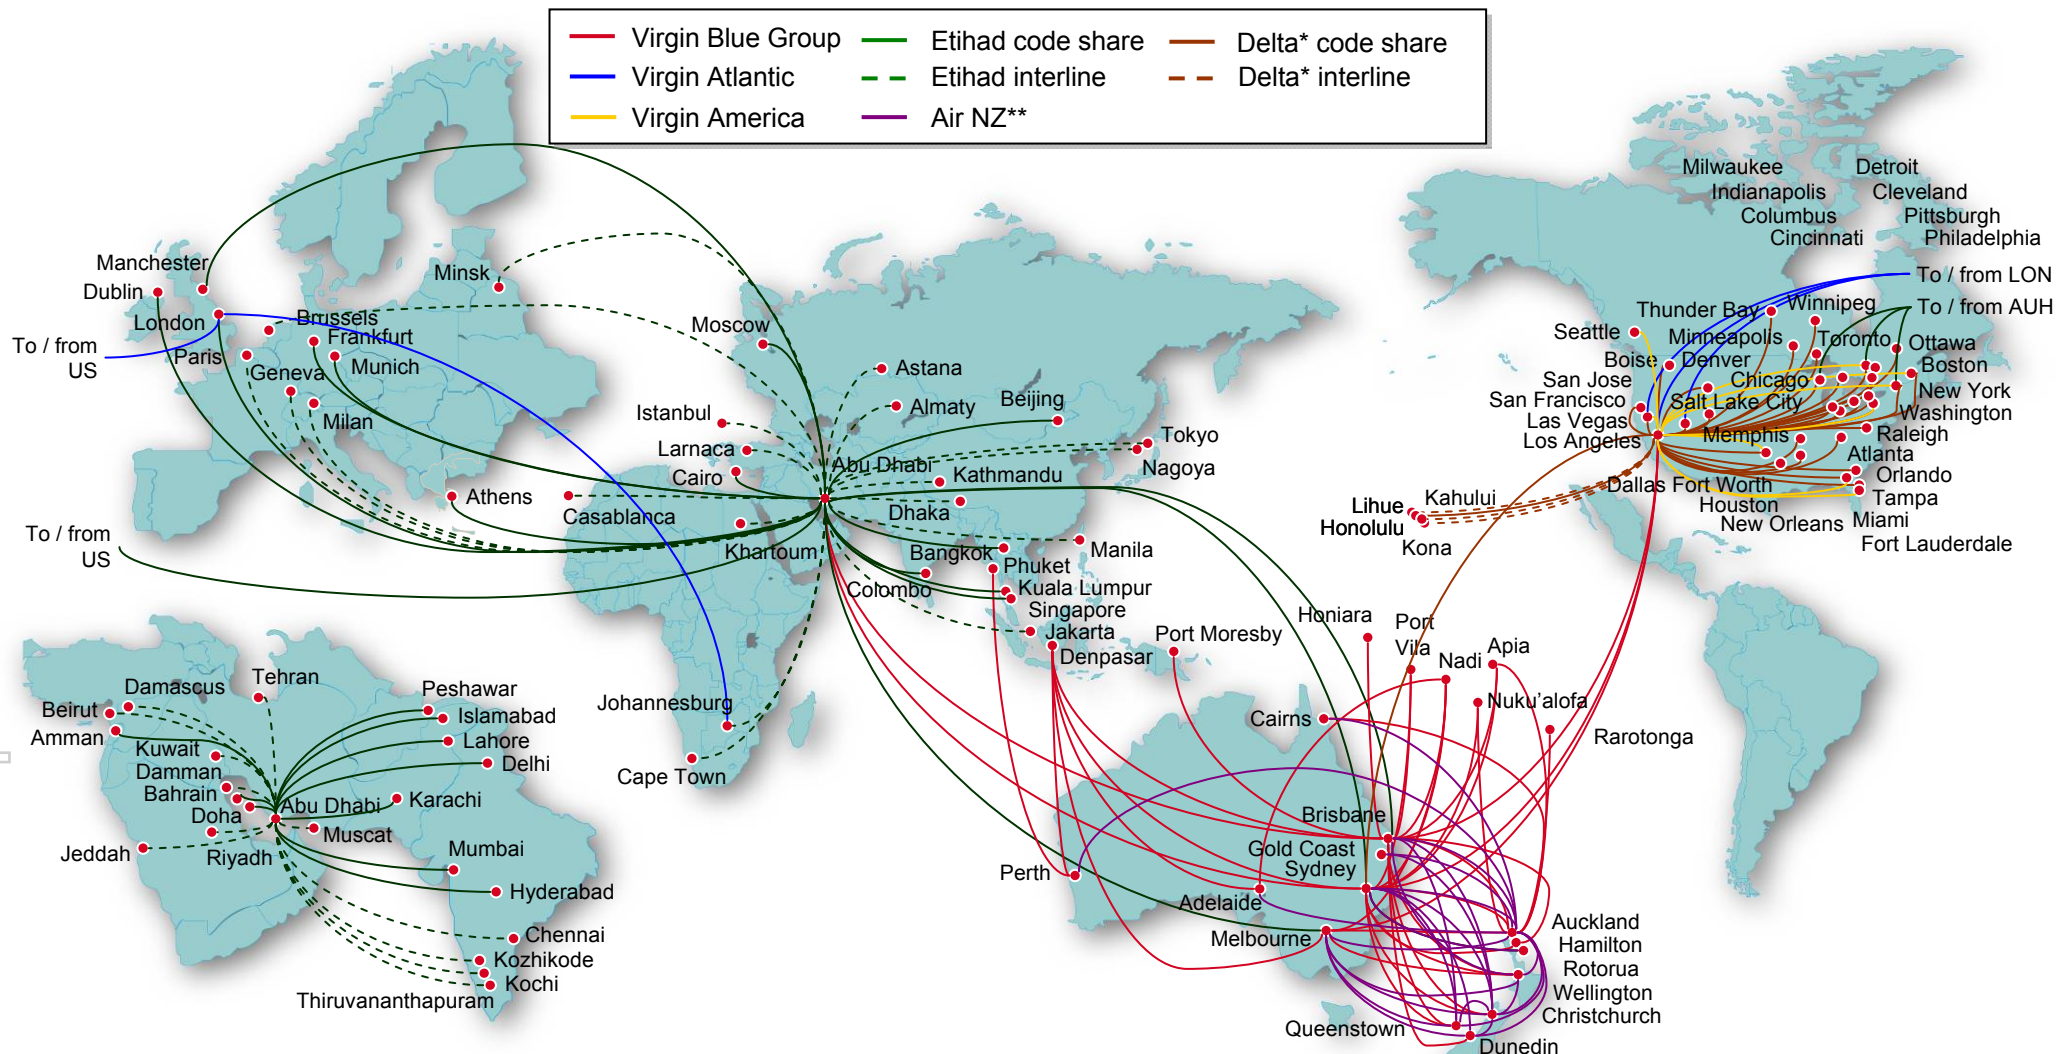 Virgin Blue Group
Virgin Atlantic
Virgin America
Etihad code share
Etihad interline
Air NZ**
Delta* code share
Delta* interline
Manchester
Dublin
London
To / from
US
Paris
Brussels
Frankfurt
Munich
Geneva
Milan
Minsk
Athens
To / from
US
Moscow
Astana
Almaty
Beijing
Istanbul
Larnaca
Cairo
Tokyo
Nagoya
Abu Dhabi
Kathmandu
Dhaka
Casablanca
Khartoum
Manila
Bangkok
Phuket
Colombo
Kuala Lumpur
Singapore
Jakarta
Denpasar
Johannesburg
Cape Town
Damascus
Tehran
Beirut
Amman
Kuwait
Damman
Bahrain
Doha
Jeddah
Riyadh
Abu Dhabi
Muscat
Peshawar
Islamabad
Lahore
Delhi
Karachi
Mumbai
Hyderabad
Chennai
Kozhikode
Kochi
Thiruvananthapuram
Milwaukee
Indianapolis
Columbus
Cincinnati
Detroit
Cleveland
Pittsburgh
Philadelphia
To / from LON
To / from AUH
Thunder Bay
Winnipeg
Seattle
Minneapolis
Toronto
Ottawa
Boise
Denver
Boston
San Jose
Chicago
New York
San Francisco
Salt Lake City
Washington
Las Vegas
Los Angeles
Memphis
Raleigh
Atlanta
Orlando
Dallas Fort Worth
Tampa
Houston
New Orleans
Miami
Fort Lauderdale
Kahului
Lihue
Honolulu
Kona
Port Moresby
Honiara
Port
Vila
Nadi
Apia
Nuku’alofa
Rarotonga
Cairns
Brisbane
Gold Coast
Sydney
Perth
Adelaide
Melbourne
Auckland
Hamilton
Rotorua
Wellington
Christchurch
Queenstown
Dunedin